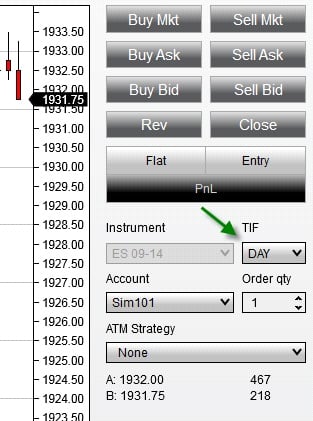 1933.50
1933.00
1932.50
1932.00
1931.75
1931.50
1931.00
1930.50
1930.00
1929.50
1929.00
1928.50
1928.00
1927.50
1927.00
1926.50
1926.00
1925.50
1925.00
1924.50
1924.00
1923.50
Buy Mkt Sell Mkt
Buy Ask Sell Ask
Buy Bid Sell Bid
Rev Close
Flat Entry
PnL
Instrument TIF
ES 09-14 DAY
Account Order qty
Sim101 1
ATM Strategy
None
A: 1932.00 467
B: 1931.75 218